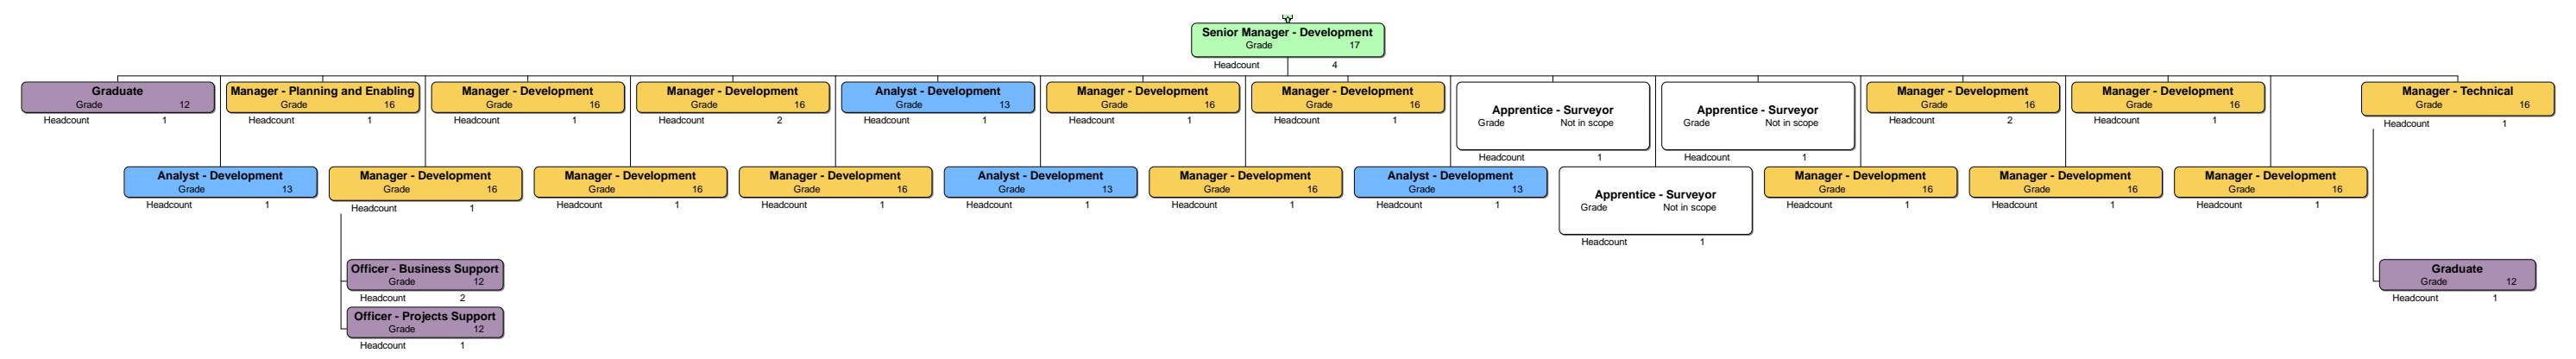 Senior Manager - Development
Grade 17
Headcount 4
Graduate
Grade 12
Headcount 1
Manager - Planning and Enabling
Grade 16
Headcount 1
Manager - Development
Grade 16
Headcount 1
Manager - Development
Grade 16
Headcount 2
Analyst - Development
Grade 13
Headcount 1
Manager - Development
Grade 16
Headcount 1
Manager - Development
Grade 16
Headcount 1
Apprentice - Surveyor
Grade Not in scope
Headcount 1
Apprentice - Surveyor
Grade Not in scope
Headcount 1
Manager - Development
Grade 16
Headcount 2
Manager - Development
Grade 16
Headcount 1
Manager - Technical
Grade 16
Headcount 1
Analyst - Development
Grade 13
Headcount 1
Manager - Development
Grade 16
Headcount 1
Manager - Development
Grade 16
Headcount 1
Manager - Development
Grade 16
Headcount 1
Analyst - Development
Grade 13
Headcount 1
Manager - Development
Grade 16
Headcount 1
Analyst - Development
Grade 13
Headcount 1
Apprentice - Surveyor
Grade Not in scope
Headcount 1
Manager - Development
Grade 16
Headcount 1
Manager - Development
Grade 16
Headcount 1
Manager - Development
Grade 16
Headcount 1
Officer - Business Support
Grade 12
Headcount 2
Officer - Projects Support
Grade 12
Headcount 1
Graduate
Grade 12
Headcount 1